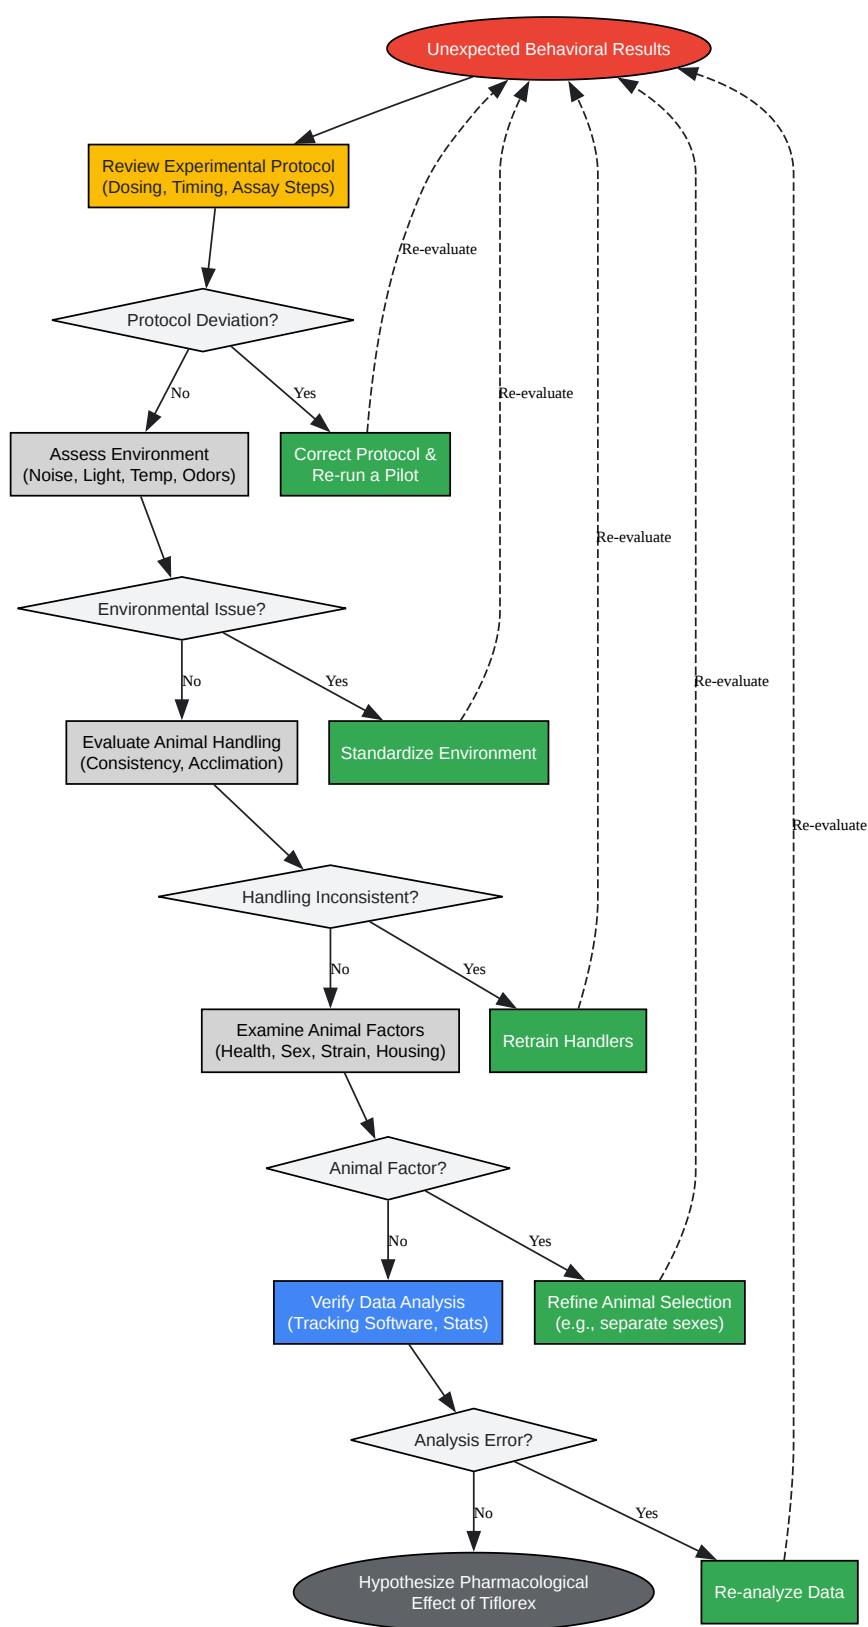 Unexpected Behavioral Results
Review Experimental Protocol
(Dosing, Timing, Assay Steps)
Re-evaluate
Protocol Deviation?
No
Yes
Re-evaluate
Assess Environment
(Noise, Light, Temp, Odors)
Correct Protocol &
Re-run a Pilot
Re-evaluate
Environmental Issue?
No
Yes
Re-evaluate
Evaluate Animal Handling
(Consistency, Acclimation)
Standardize Environment
Re-evaluate
Handling Inconsistent?
No
Yes
Examine Animal Factors
(Health, Sex, Strain, Housing)
Retrain Handlers
Animal Factor?
No
Yes
Verify Data Analysis
(Tracking Software, Stats)
Refine Animal Selection
(e.g., separate sexes)
Analysis Error?
No
Yes
Hypothesize Pharmacological
Effect of Tiflorex
Re-analyze Data